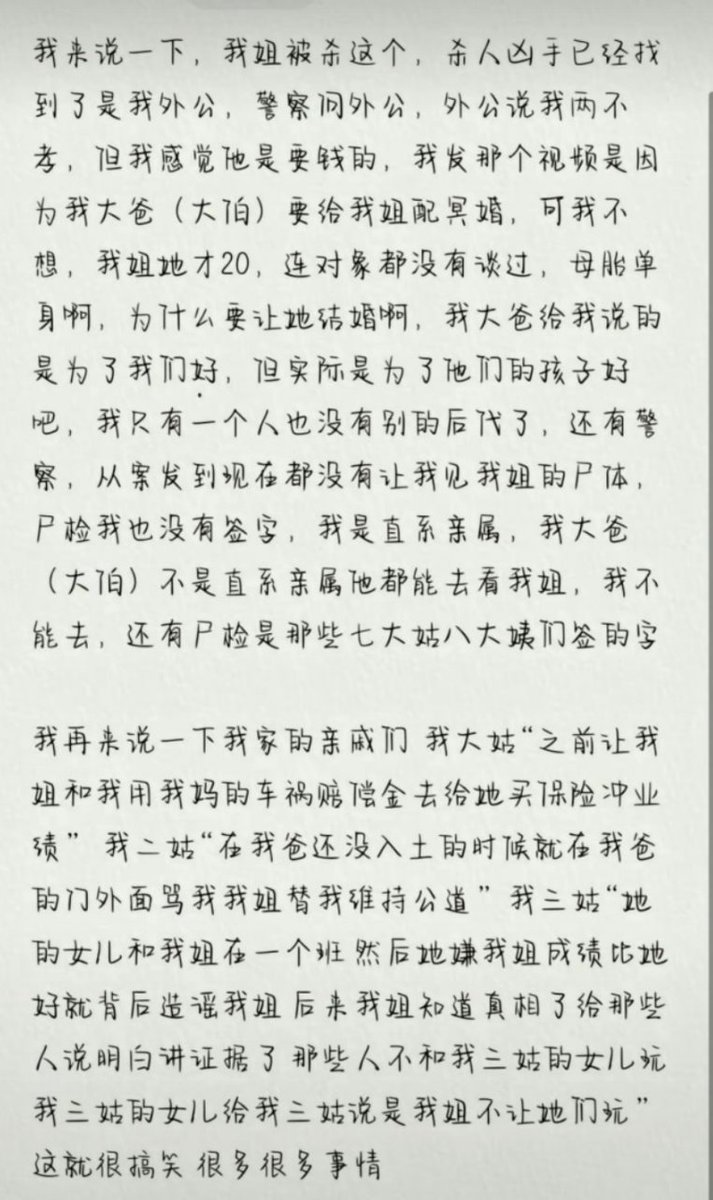 我来说一下，我姐被杀这个，杀人凶手已经找
到了是我外公，警察问外公，外公说我两不
孝，但我感觉他是要钱的，我发那个视频是因
为我大爸（大伯）要给我姐配冥婚，可我不
想，我姐她才20，连对象都没有谈过，母胎单
身啊，为什么要让她结婚啊，我大爸给我说的
是为了我们好，但实际是为了他们的孩子好
吧，我只有一个人也没有别的后代了，还有警
察，从案发到现在都没有让我见我姐的尸体，
尸检我也没有签字，我是直系亲属，我大爸
（大伯）不是直系亲属他都能去看我姐，我不
能去，还有尸检是那些七大姑八大姨们签的字
我再来说一下我家的亲戚们 我大姑“之前让我
姐和我用我妈的车祸赔偿金去给她买保险冲业
绩” 我二姑“在我爸还没入土的时候就在我爸
的门外面骂我我姐替我维持公道” 我三姑“她
的女儿和我姐在一个班 然后她嫌我姐成绩比她
好就背后造谣我姐 后来我姐知道真相了给那些
人说明白讲证据了 那些人不和我三姑的女儿玩
我三姑的女儿给我三姑说是我姐不让她们玩”
这就很搞笑 很多很多事情